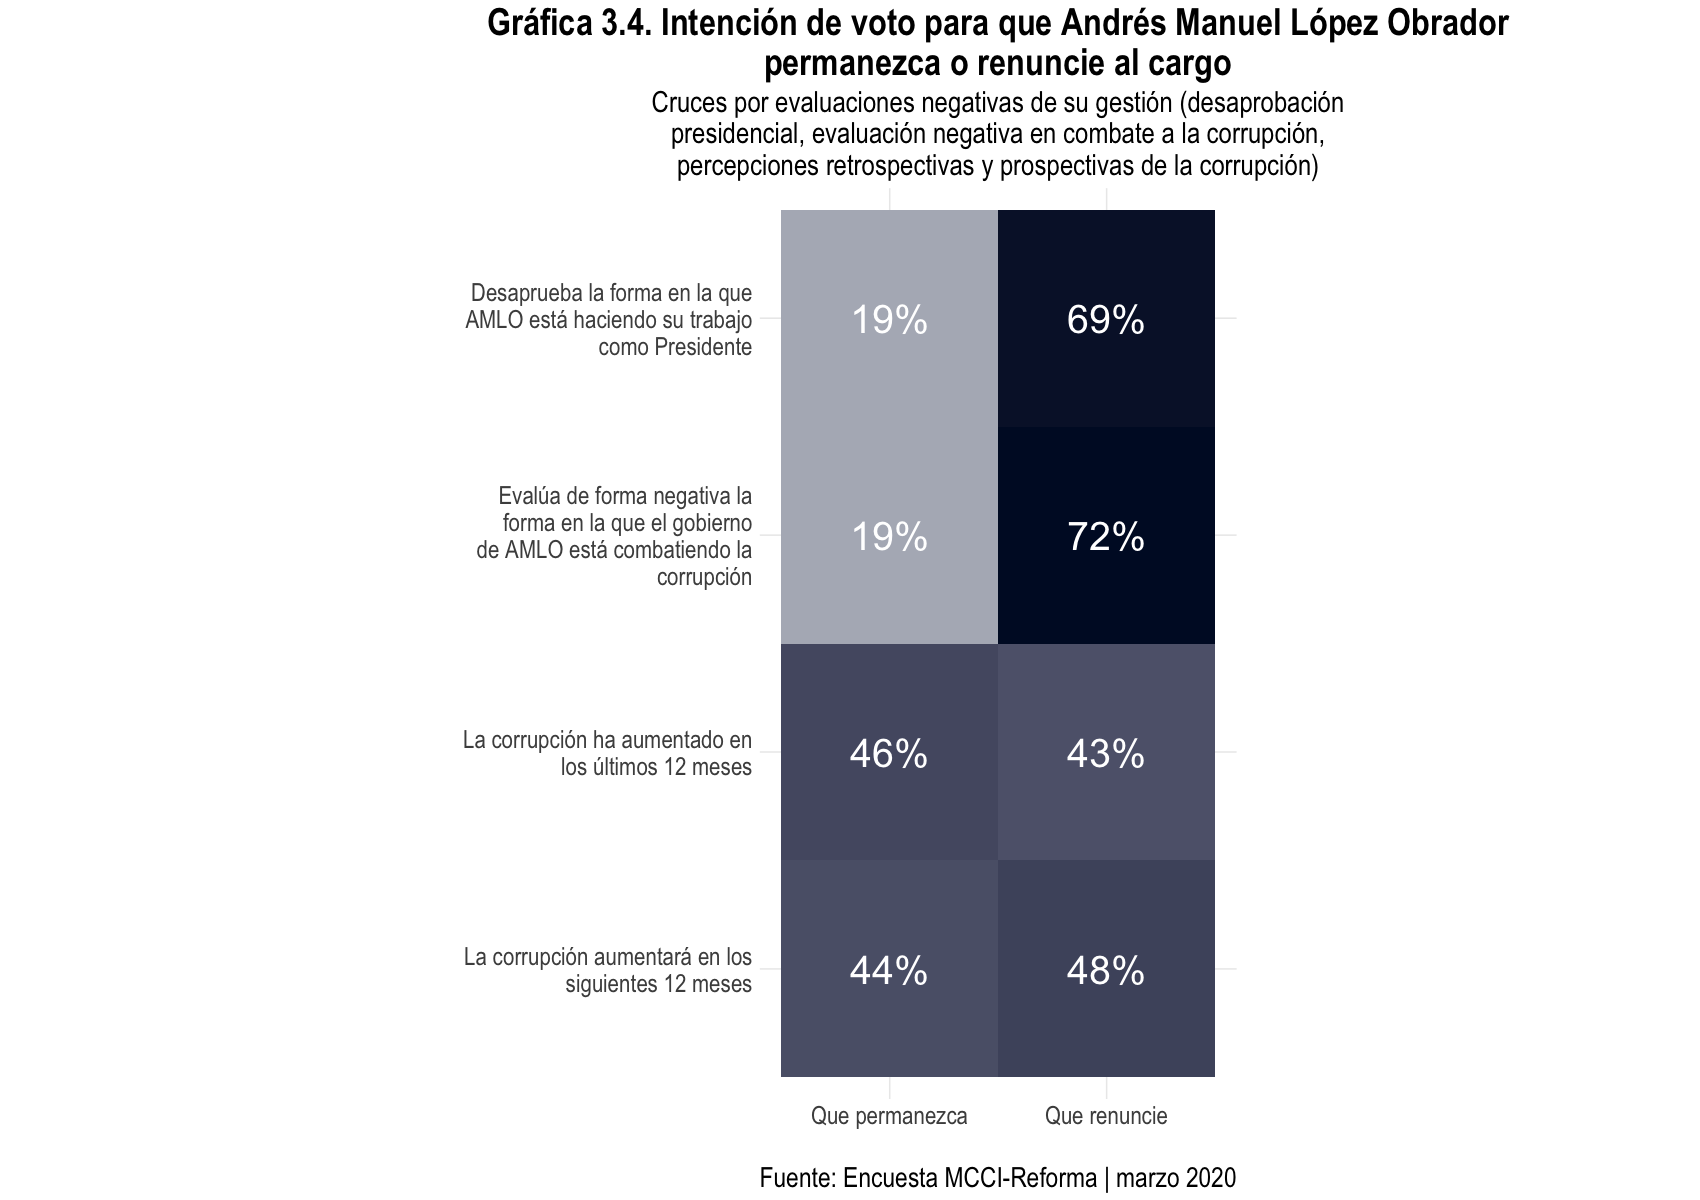 Gráfica 3.4. Intención de voto para que Andrés Manuel López Obrador
permanezca o renuncie al cargo
Cruces por evaluaciones negativas de su gestión (desaprobación
presidencial, evaluación negativa en combate a la corrupción,
percepciones retrospectivas y prospectivas de la corrupción)
Desaprueba la forma en la que
AMLO está haciendo su trabajo
como Presidente
19%
69%
Evalúa de forma negativa la
forma en la que el gobierno
de AMLO está combatiendo la
corrupción
19%
72%
La corrupción ha aumentado en
los últimos 12 meses
46%
43%
La corrupción aumentará en los
siguientes 12 meses
44%
48%
Que permanezca
Que renuncie
Fuente: Encuesta MCCI-Reforma | marzo 2020